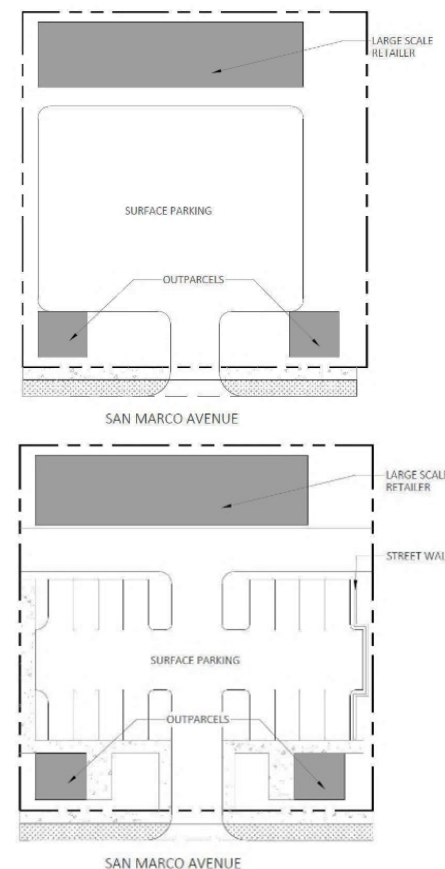 LARGE SCALE
RETAILER
SURFACE PARKING
OUTPARCELS
SAN MARCO AVENUE
LARGE SCALE
RETAILER
STREET WAL
SURFACE PARKING
OUTPARCELS
SAN MARCO AVENUE